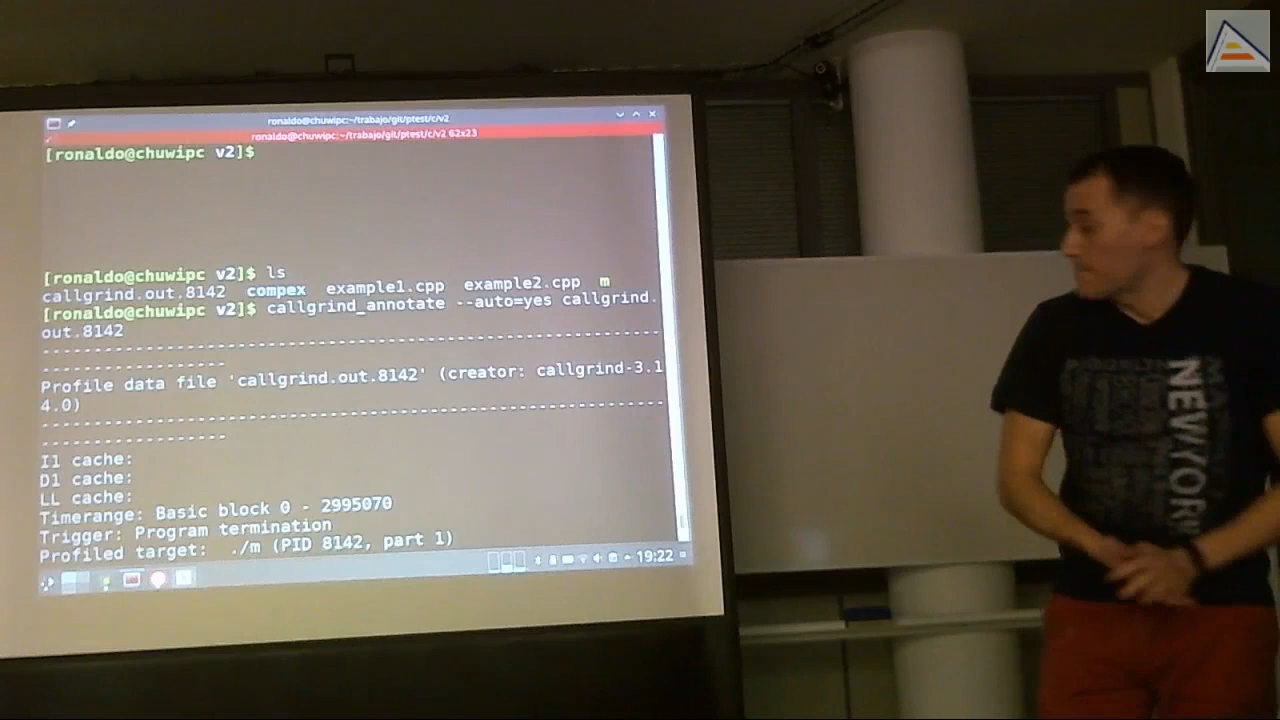 ronaldo@chuwipc:~/trabajo/git/ptest/c/v2
ronaldo@chuwipc:~/trabajo/git/ptest/c/v2 62x23
[ronaldo@chuwipc v2]$
[ronaldo@chuwipc v2]$ ls
callgrind.out.8142 compex example1.cpp example2.cpp m
[ronaldo@chuwipc v2]$ callgrind_annotate --auto=yes callgrind.
out.8142
--------------------------------------------------------------
------------------
Profile data file 'callgrind.out.8142' (creator: callgrind-3.1
4.0)
--------------------------------------------------------------
------------------
I1 cache:
D1 cache:
LL cache:
Timerange: Basic block 0 - 2995070
Trigger: Program termination
Profiled target: ./m (PID 8142, part 1)
19:22
NEW YORK